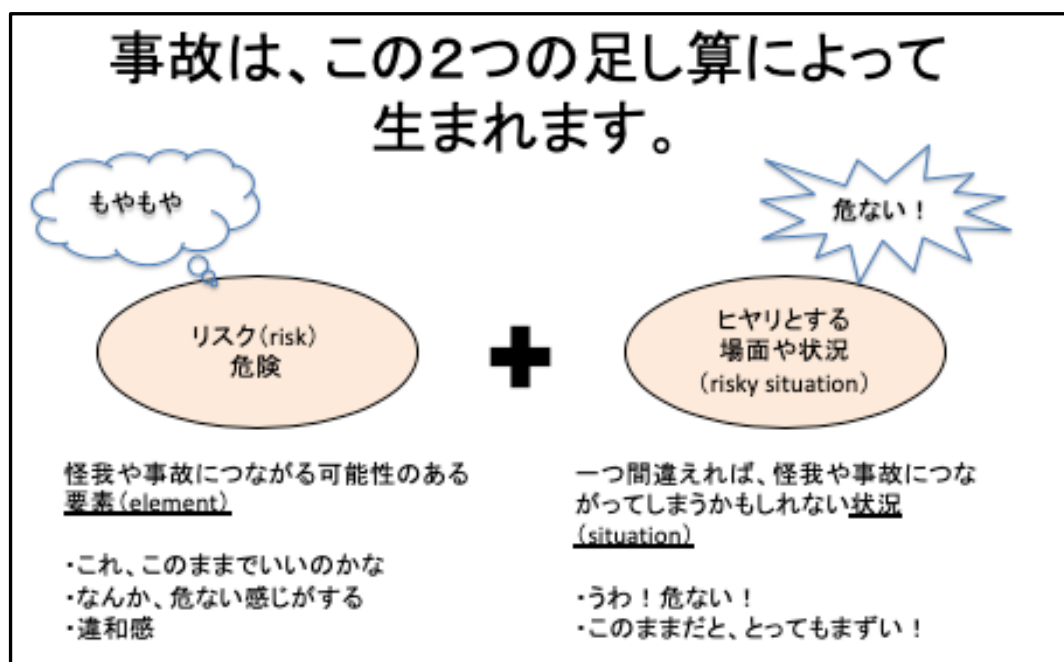 事故は、この２つの足し算によって
生まれます。
もやもや
危ない！
リスク(risk)
危険
ヒヤリとする
場面や状況
（risky situation）
怪我や事故につながる可能性のある
要素(element)
・これ、このままでいいのかな
・なんか、危ない感じがする
・違和感
一つ間違えれば、怪我や事故につな
がってしまうかもしれない状況
（situation）
・うわ！危ない！
・このままだと、とってもまずい！